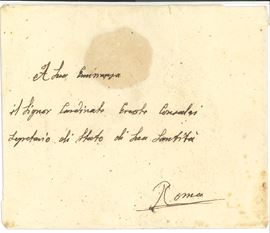 A Sua Eminenza
il Signor Cardinale Ercole Consalvi
Segretario di Stato di Sua Santità
Roma